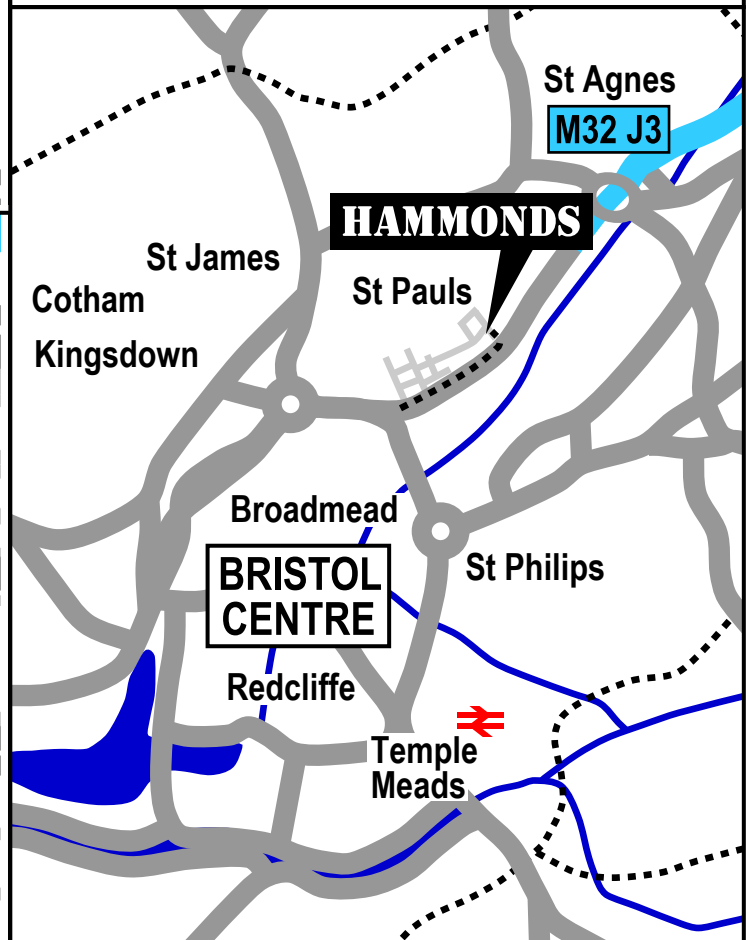 St Agnes
M32 J3
HAMMONDS
St James
St Pauls
Cotham
Kingsdown
Broadmead
BRISTOL
CENTRE
St Philips
Redcliffe
Temple
Meads